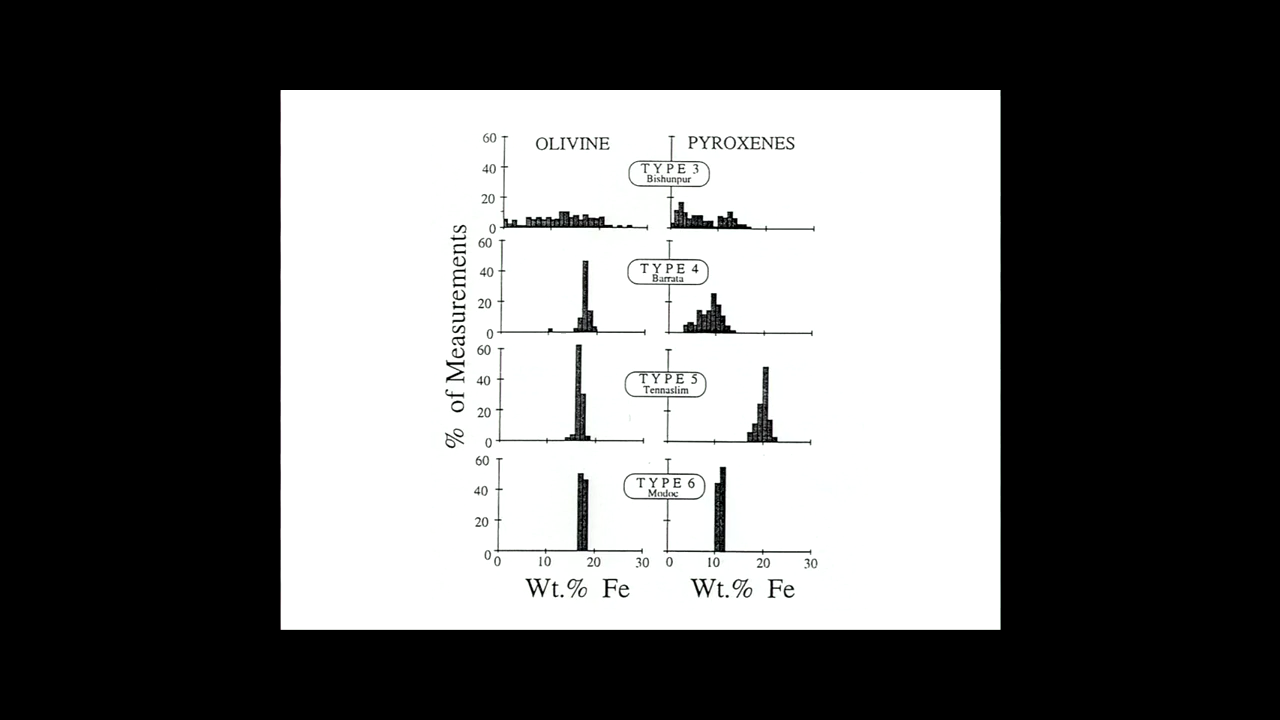 OLIVINE PYROXENES
60
40
20
0
TYPE 3
Bishunpur
60
40
20
0
TYPE 4
Barrata
60
40
20
0
TYPE 5
Tennaslim
60
40
20
0
TYPE 6
Modoc
0 10 20 30 0 10 20 30
Wt.% Fe Wt.% Fe
% of Measurements